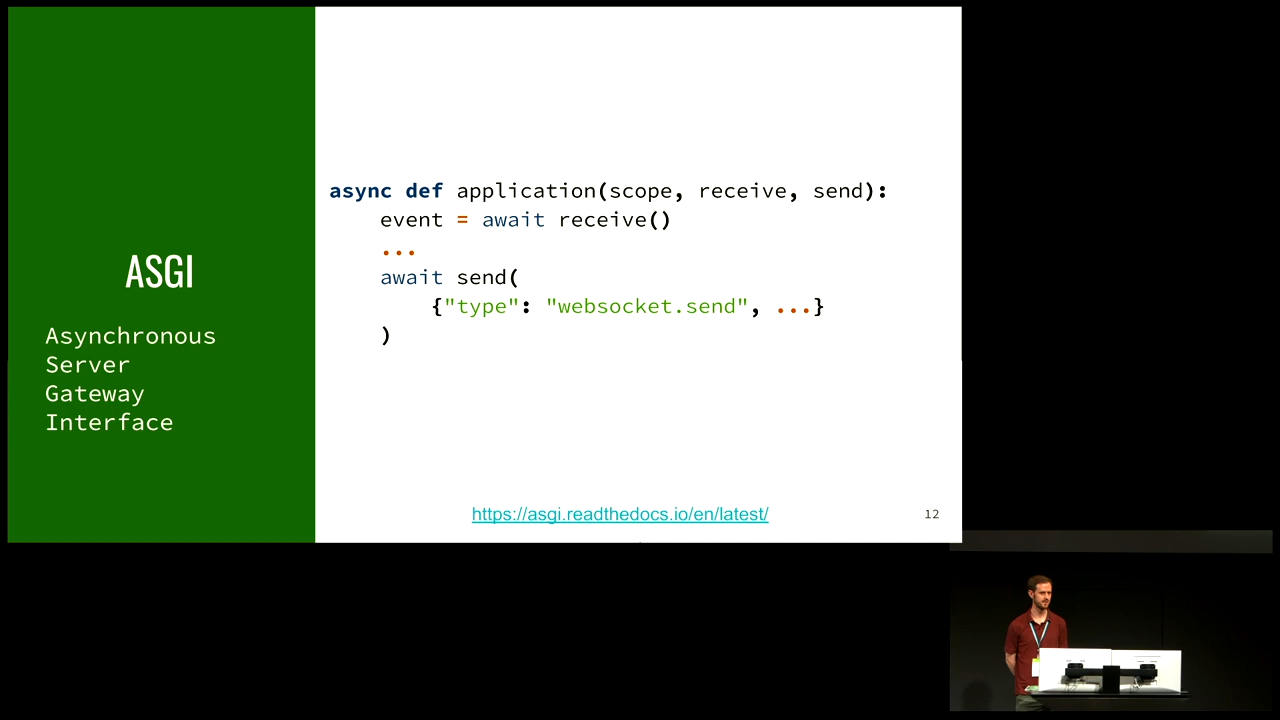 ASGI
Asynchronous
Server
Gateway
Interface
async def application(scope, receive, send):
    event = await receive()
    ...
    await send(
        {"type": "websocket.send", ...}
    )
https://asgi.readthedocs.io/en/latest/
12